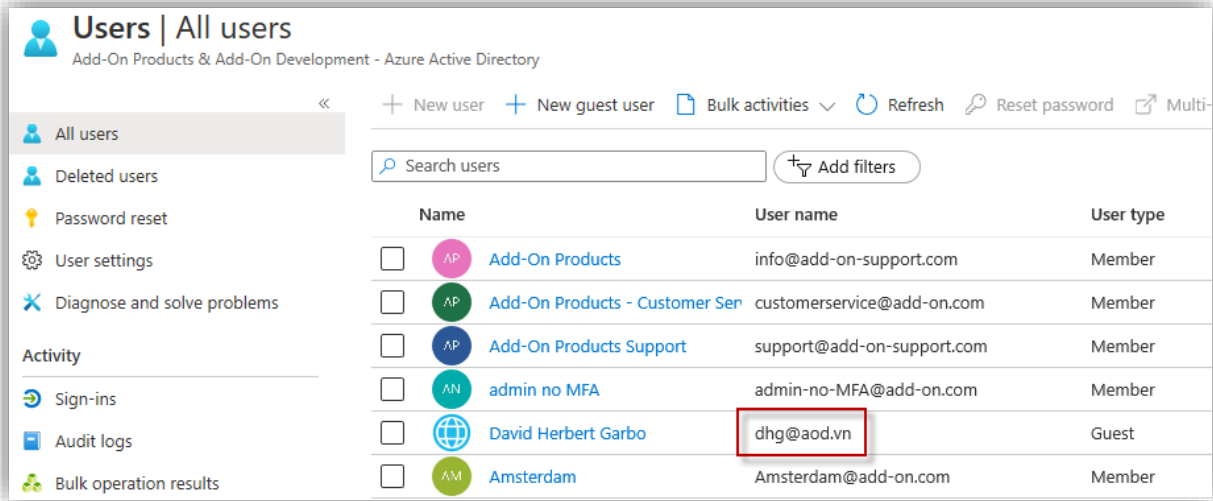 Users | All users
Add-On Products & Add-On Development - Azure Active Directory
«
New user New guest user Bulk activities Refresh Reset password Multi-
All users
Deleted users
Password reset
User settings
Diagnose and solve problems
Activity
Sign-ins
Audit logs
Bulk operation results
Search users Add filters
Name User name User type
AP Add-On Products info@add-on-support.com Member
AP Add-On Products - Customer Ser customerservice@add-on.com Member
AP Add-On Products Support support@add-on-support.com Member
AN admin no MFA admin-no-MFA@add-on.com Member
David Herbert Garbo dhg@aod.vn Guest
AM Amsterdam Amsterdam@add-on.com Member